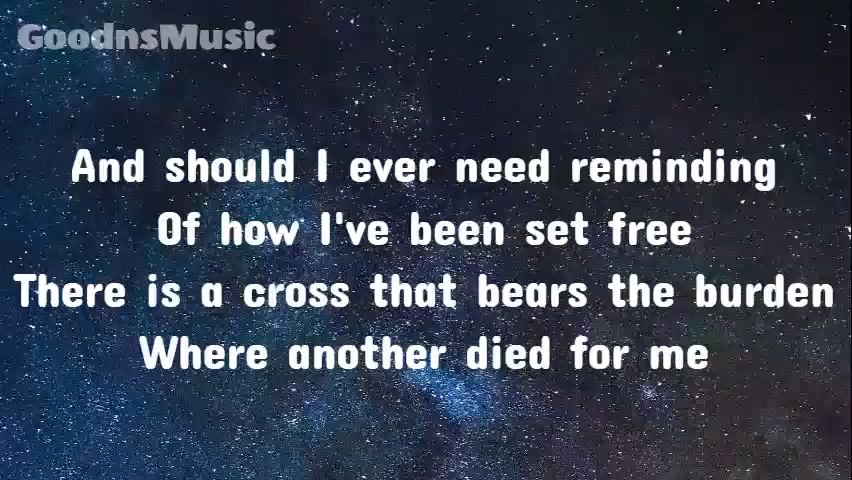 GoodnsMusic
And should I ever need reminding
Of how I've been set free
There is a cross that bears the burden
Where another died for me